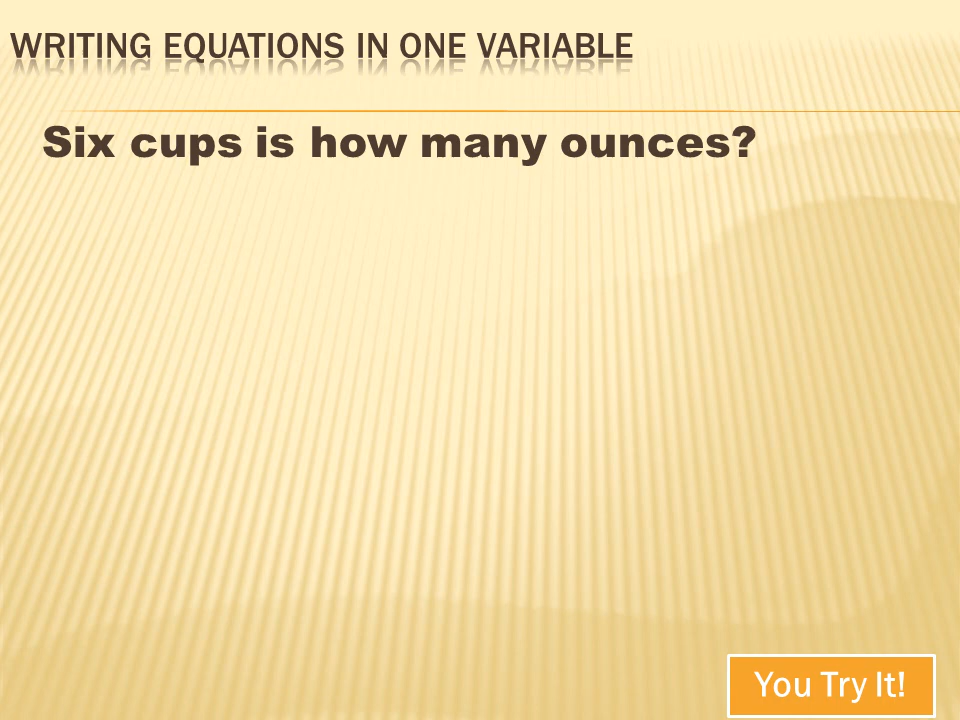 WRITING EQUATIONS IN ONE VARIABLE
Six cups is how many ounces?
You Try It!